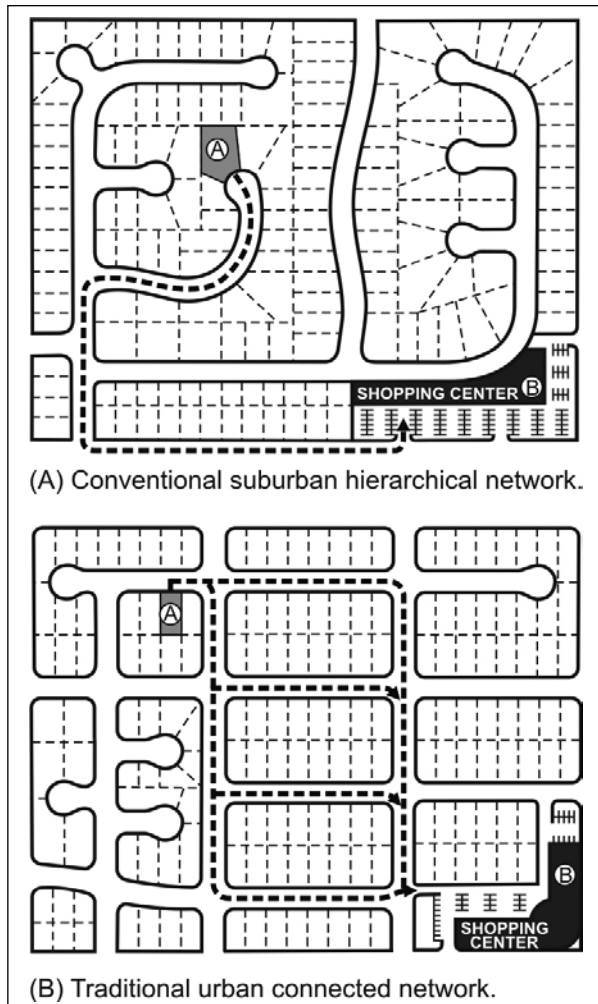 A
SHOPPING CENTER B
(A) Conventional suburban hierarchical network.
A
B
SHOPPING
CENTER
(B) Traditional urban connected network.